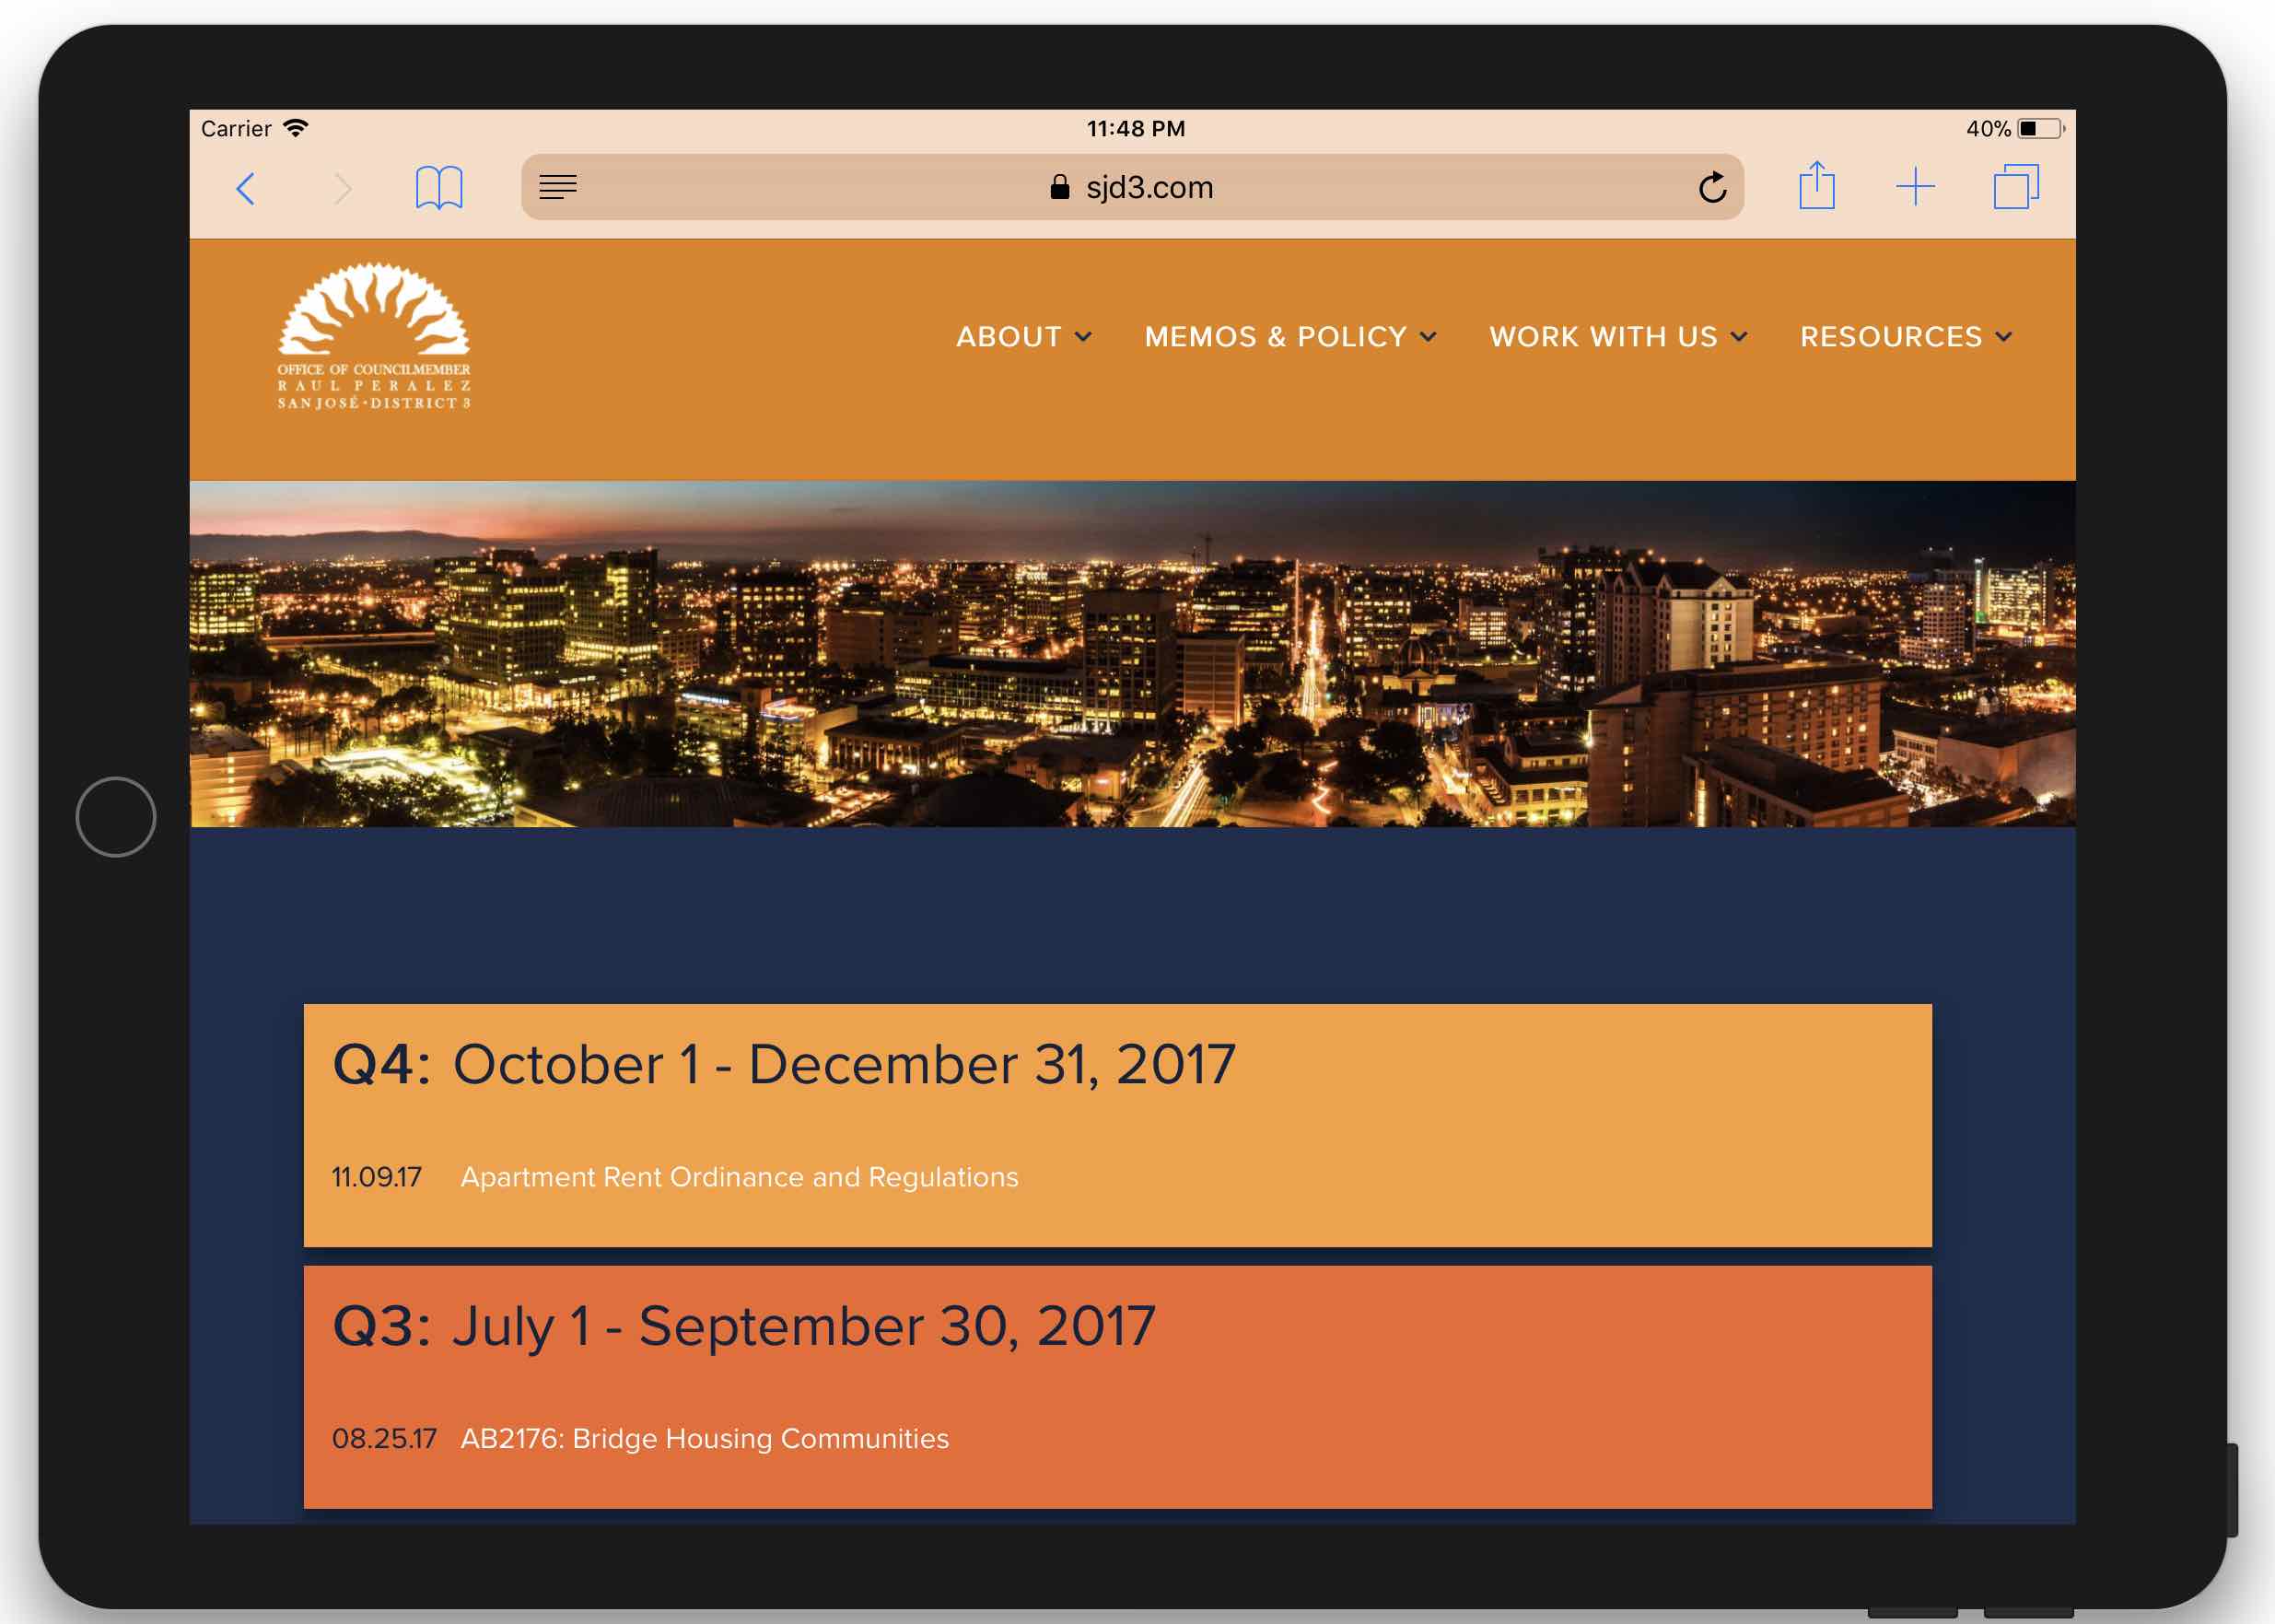 Carrier
11:48 PM
40%
sjd3.com
OFFICE OF COUNCILMEMBER
RAUL PERALEZ
SAN JOSÉ • DISTRICT 3
ABOUT
MEMOS & POLICY
WORK WITH US
RESOURCES
Q4: October 1 - December 31, 2017
11.09.17 Apartment Rent Ordinance and Regulations
Q3: July 1 - September 30, 2017
08.25.17 AB2176: Bridge Housing Communities